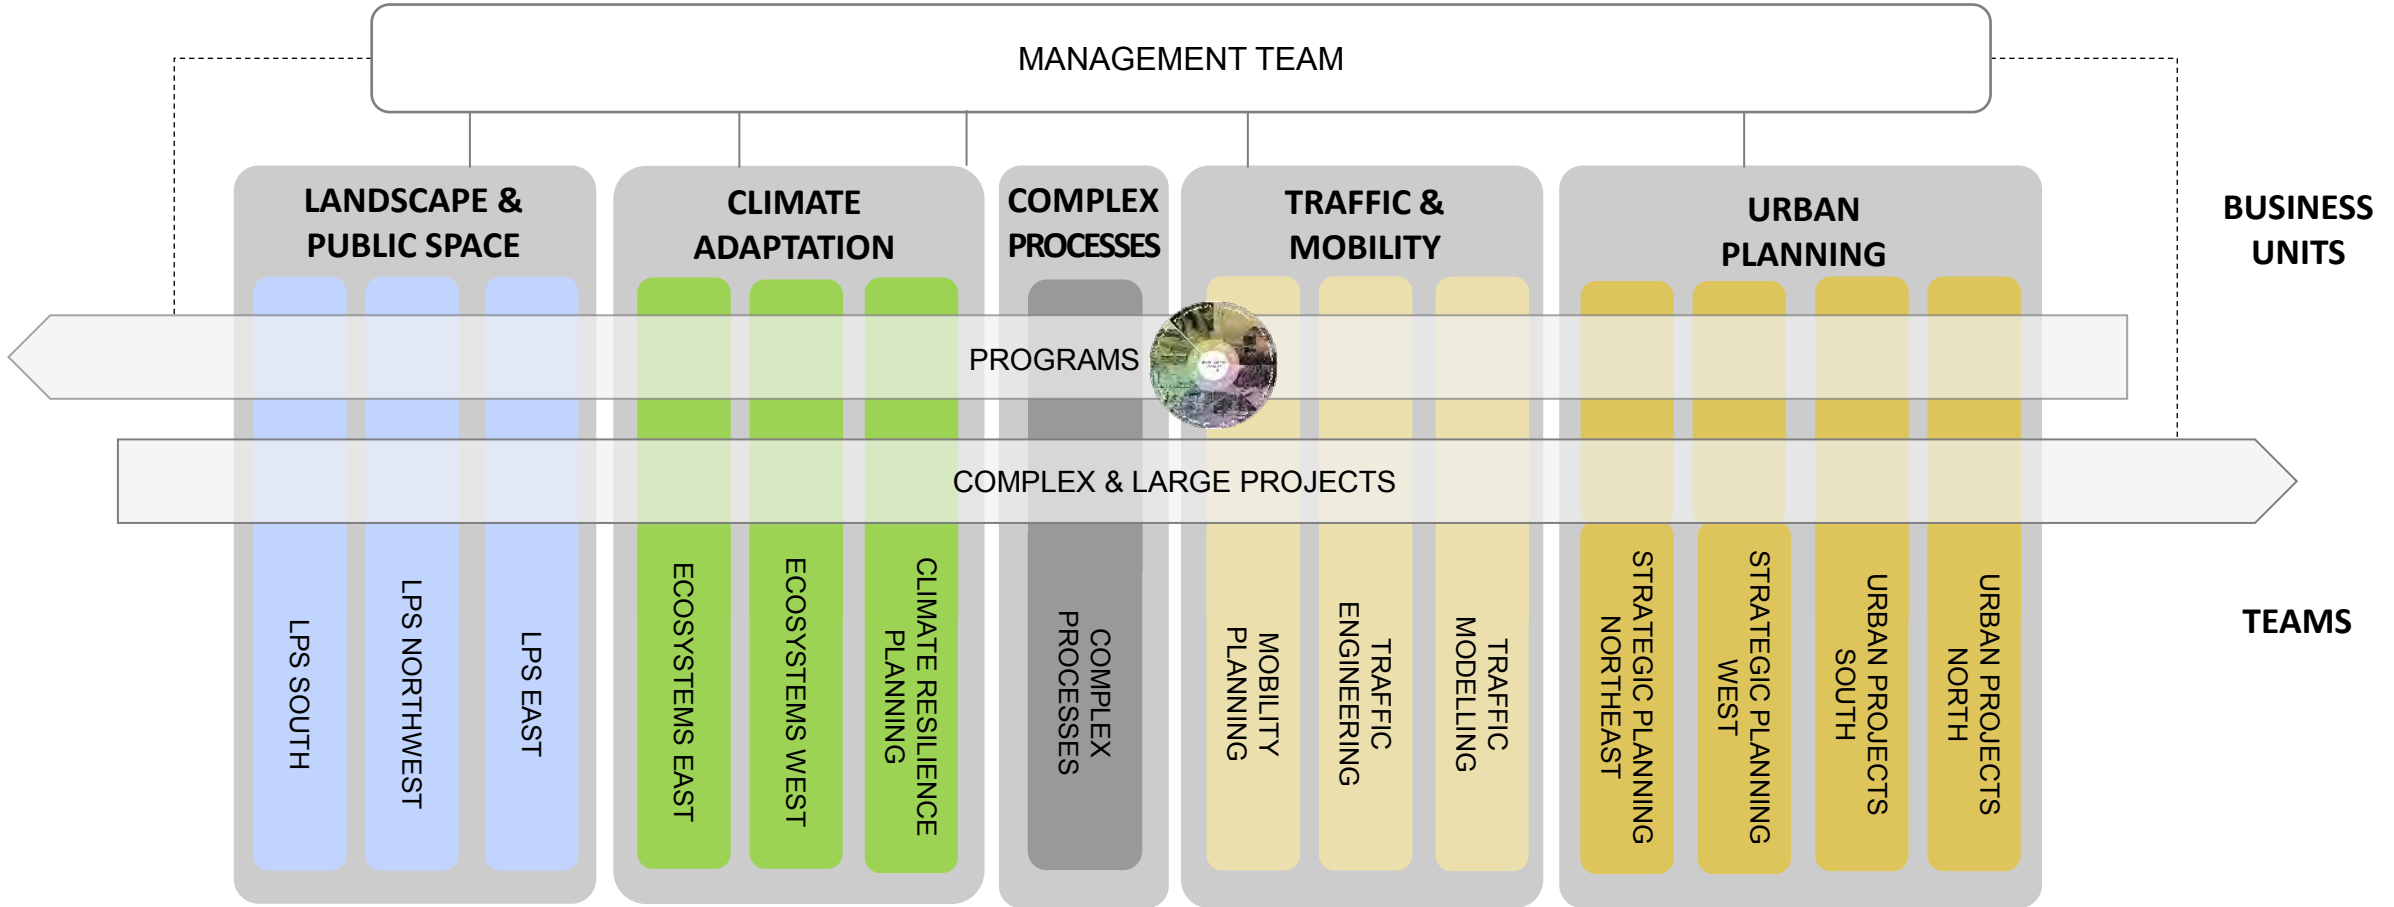 MANAGEMENT TEAM
LANDSCAPE &
PUBLIC SPACE
CLIMATE
ADAPTATION
COMPLEX
PROCESSES
TRAFFIC &
MOBILITY
URBAN
PLANNING
BUSINESS
UNITS
PROGRAMS
COMPLEX & LARGE PROJECTS
LPS SOUTH
LPS NORTHWEST
LPS EAST
ECOSYSTEMS EAST
ECOSYSTEMS WEST
CLIMATE RESILIENCE
PLANNING
COMPLEX
PROCESSES
MOBILITY
PLANNING
TRAFFIC
ENGINEERING
TRAFFIC
MODELLING
STRATEGIC PLANNING
NORTHEAST
STRATEGIC PLANNING
WEST
URBAN PROJECTS
SOUTH
URBAN PROJECTS
NORTH
TEAMS